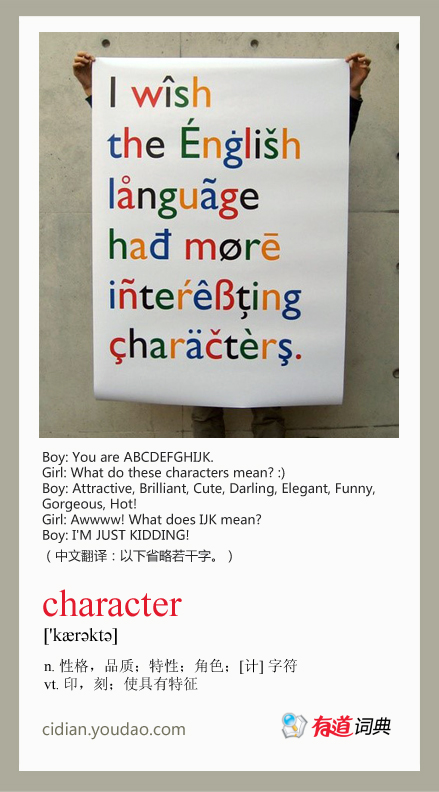 I wîsh
the Énġlišh
långuãge
hađ mørē
iñteŕêßţing
çharäčtèrş.
Boy: You are ABCDEFGHIJK.
Girl: What do these characters mean? :)
Boy: Attractive, Brilliant, Cute, Darling, Elegant, Funny,
Gorgeous, Hot!
Girl: Awwww! What does IJK mean?
Boy: I'M JUST KIDDING!
（中文翻译：以下省略若干字。）
character
['kærəktə]
n. 性格，品质；特性；角色；[计] 字符
vt. 印，刻；使具有特征
cidian.youdao.com
有道词典